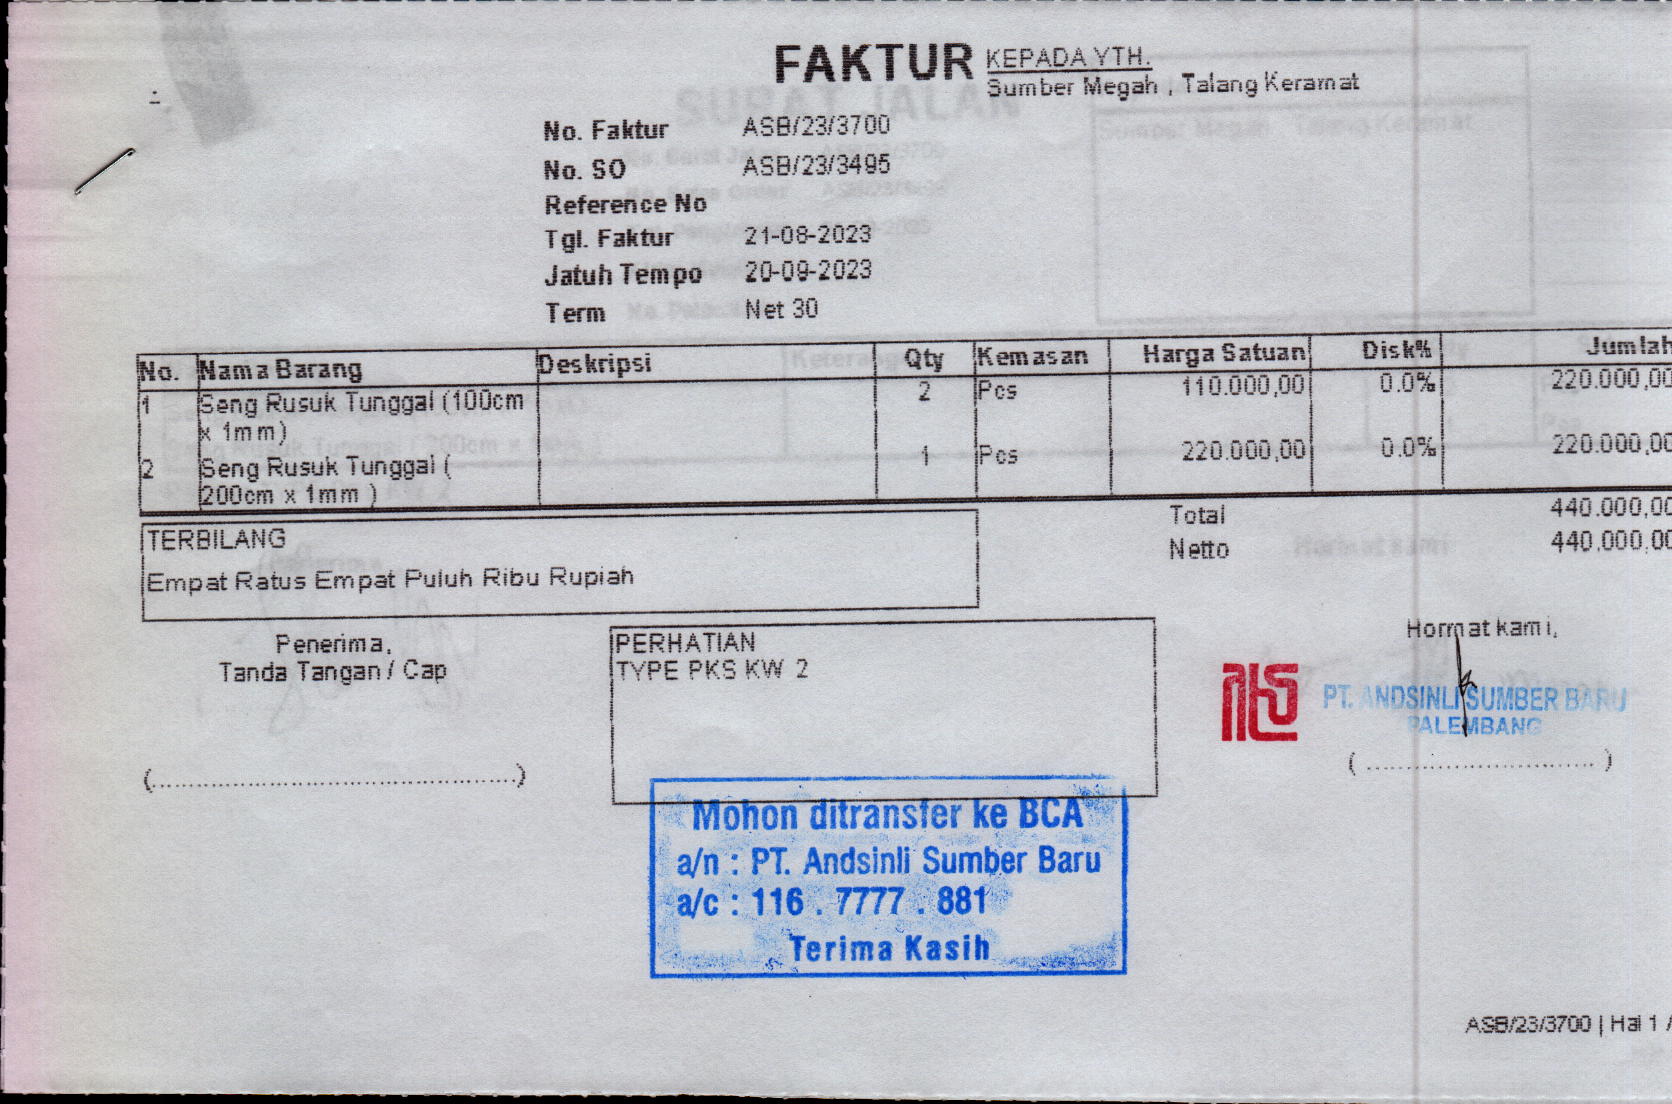 FAKTUR
KEPADA YTH.
Sumber Megah , Talang Keramat
No. Faktur ASB/23/3700
No. SO ASB/23/3495
Reference No
Tgl. Faktur 21-08-2023
Jatuh Tempo 20-09-2023
Term Net 30
No. Nama Barang Deskripsi Qty Kemasan Harga Satuan Disk% Jumlah
1 Seng Rusuk Tunggal (100cm 2 Pcs 110.000,00 0.0% 220.000,00
x 1mm)
2 Seng Rusuk Tunggal ( 1 Pcs 220.000,00 0.0% 220.000,00
200cm x 1mm )
Total 440.000,00
Netto 440.000,00
TERBILANG
Empat Ratus Empat Puluh Ribu Rupiah
Penerima,
Tanda Tangan / Cap
(........................................)
PERHATIAN
TYPE PKS KW 2
Hormat kami,
PT. ANDSINLI SUMBER BARU
PALEMBANG
(..............................)
Mohon ditransfer ke BCA
a/n : PT. Andsinli Sumber Baru
a/c : 116 . 7777 . 881
Terima Kasih
ASB/23/3700 | Hal 1 /